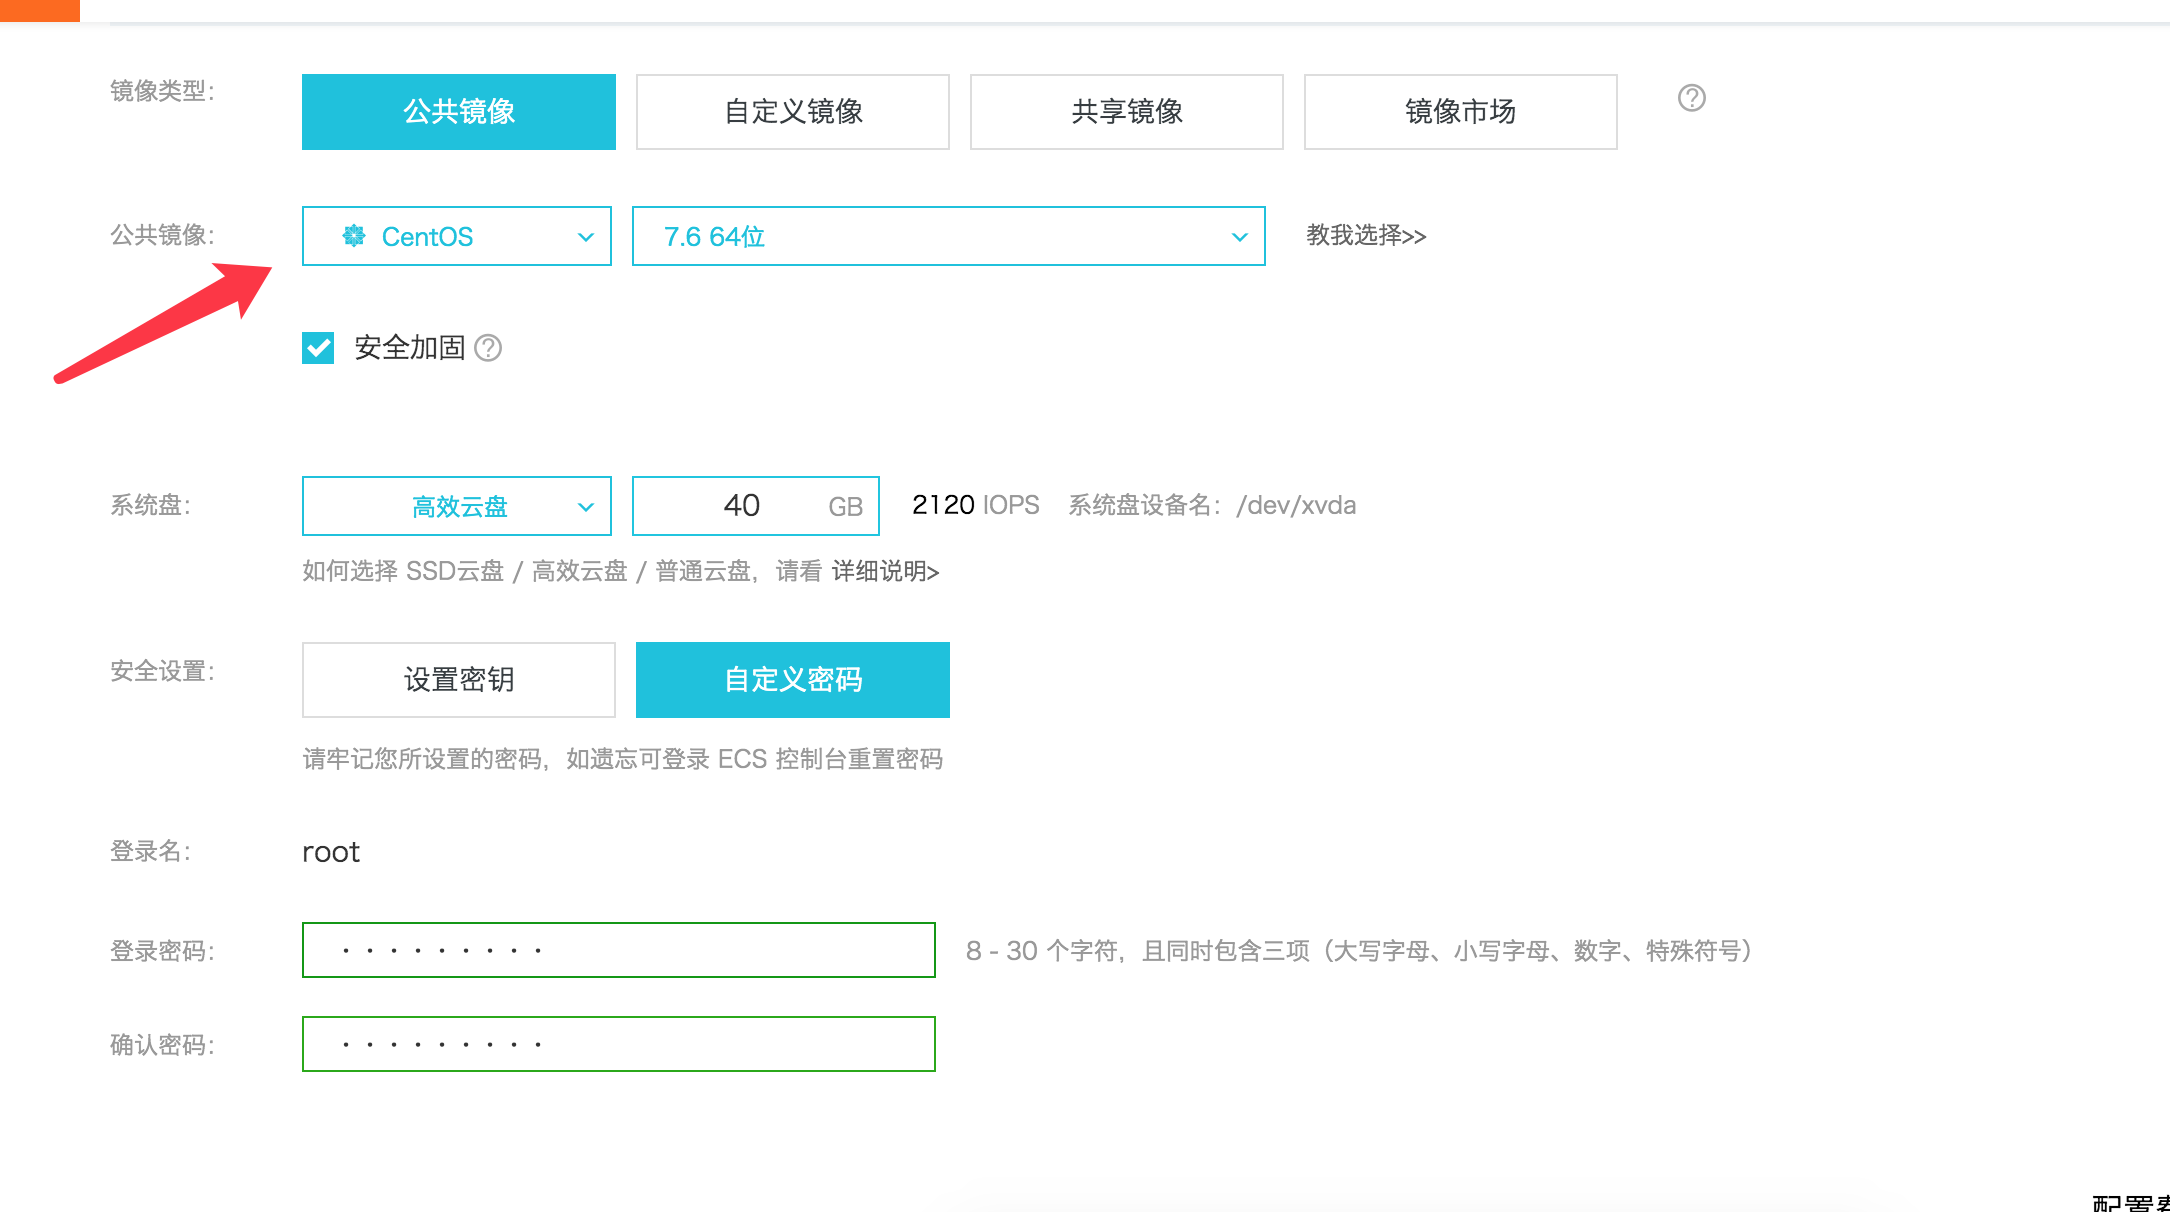 镜像类型：
公共镜像
自定义镜像
共享镜像
镜像市场
公共镜像：
CentOS
7.6 64位
教我选择>>
安全加固
系统盘：
高效云盘
40 GB
2120 IOPS
系统盘设备名：/dev/xvda
如何选择 SSD云盘 / 高效云盘 / 普通云盘，请看 详细说明>
安全设置：
设置密钥
自定义密码
请牢记您所设置的密码，如遗忘可登录 ECS 控制台重置密码
登录名：
root
登录密码：
·········
8 - 30 个字符，且同时包含三项（大写字母、小写字母、数字、特殊符号）
确认密码：
·········
配置